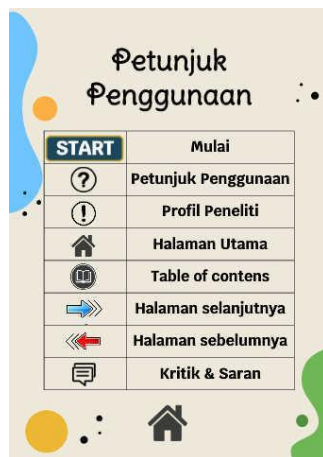 Petunjuk
Penggunaan
START Mulai
? Petunjuk Penggunaan
! Profil Peneliti
Halaman Utama
Table of contens
Halaman selanjutnya
Halaman sebelumnya
Kritik & Saran